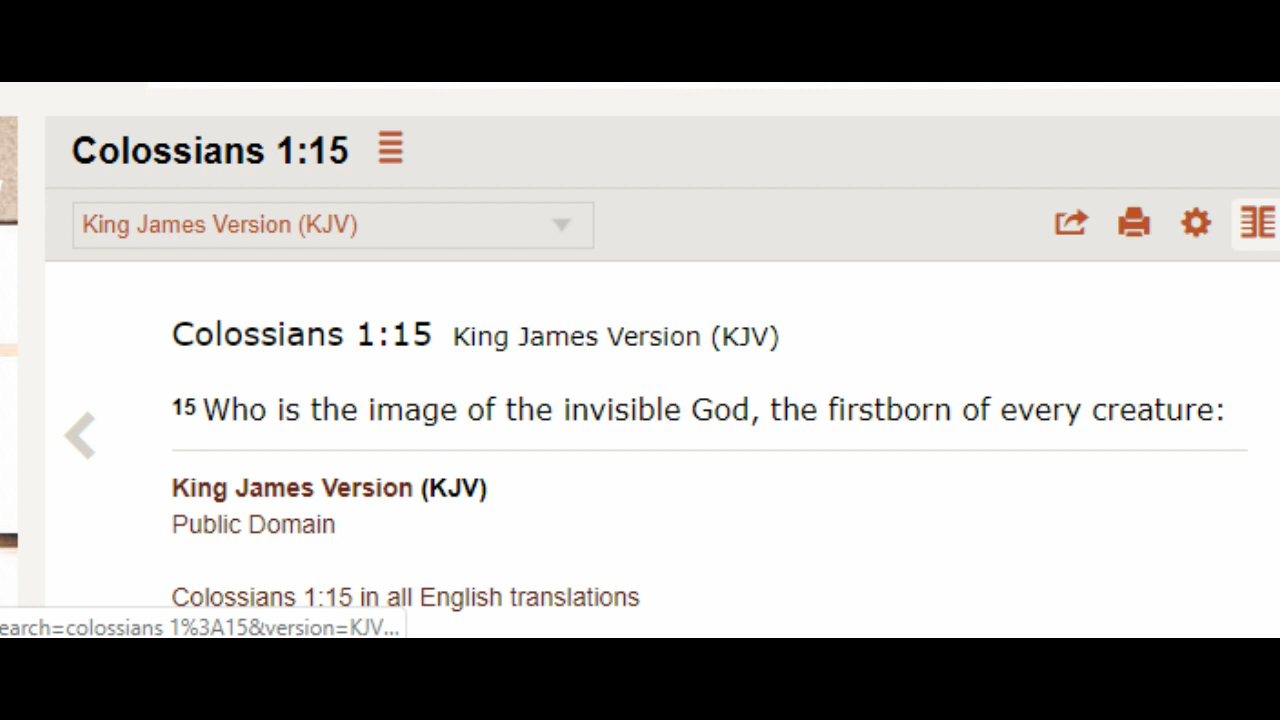 Colossians 1:15
King James Version (KJV)
Colossians 1:15 King James Version (KJV)
15 Who is the image of the invisible God, the firstborn of every creature:
King James Version (KJV)
Public Domain
Colossians 1:15 in all English translations
earch=colossians 1%3A15&version=KJV...